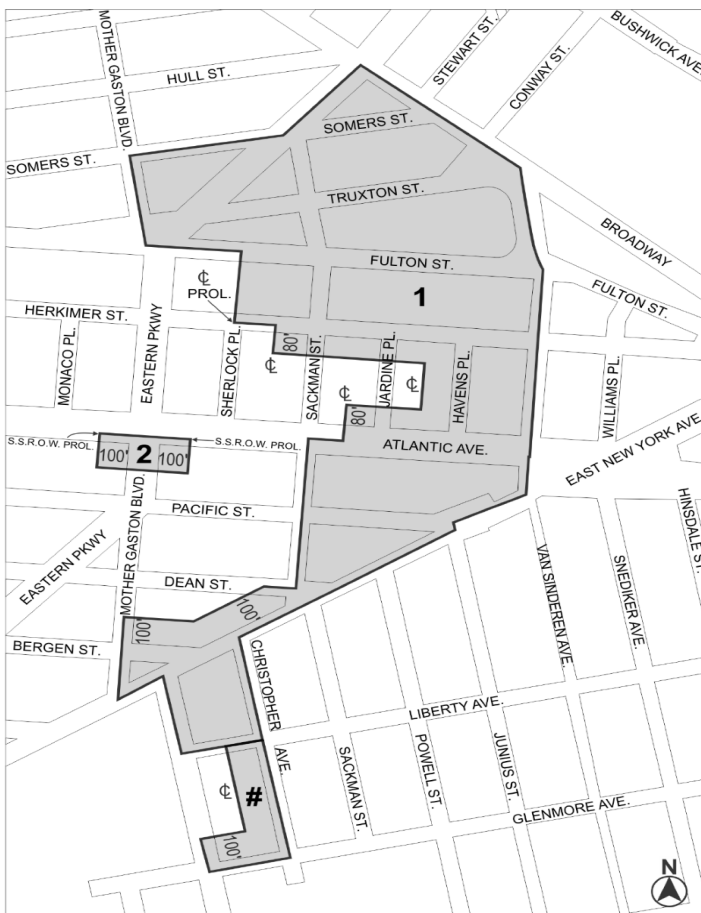 MOTHER GASTON BLVD.
HULL ST.
STEWART ST.
CONWAY ST.
BUSHWICK AVE.
SOMERS ST.
SOMERS ST.
TRUXTON ST.
BROADWAY
FULTON ST.
FULTON ST.
℄
PROL.
1
HERKIMER ST.
MONACO PL.
EASTERN PKWY
SHERLOCK PL.
80'
℄
SACKMAN ST.
JARDINE PL.
℄
℄
HAVENS PL.
WILLIAMS PL.
80'
ATLANTIC AVE.
EAST NEW YORK AVE.
S.S.R.O.W. PROL.
S.S.R.O.W. PROL.
100'
2
100'
PACIFIC ST.
MOTHER GASTON BLVD.
EASTERN PKWY
DEAN ST.
100'
100'
BERGEN ST.
HINSDALE ST.
SNEDIKER AVE.
VAN SINDEREN AVE.
CHRISTOPHER AVE.
LIBERTY AVE.
SACKMAN ST.
POWELL ST.
JUNIUS ST.
GLENMORE AVE.
℄
#
100'
N